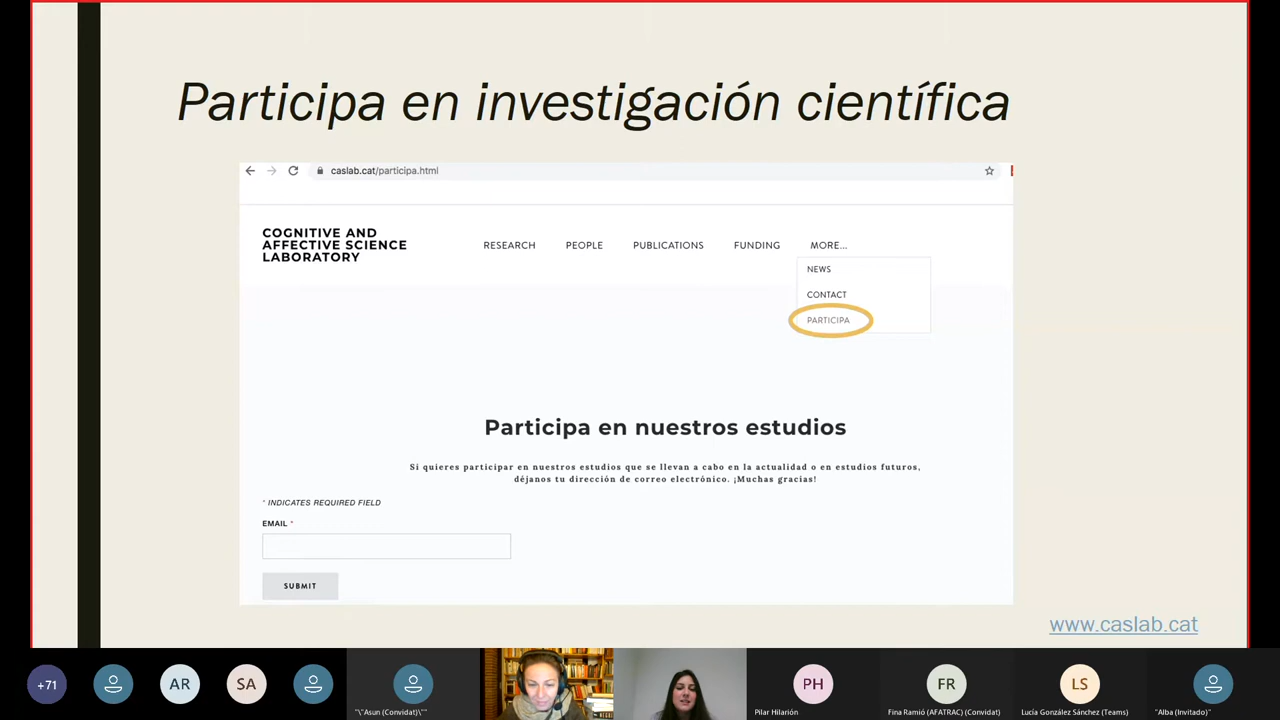 Participa en investigación científica
caslab.cat/participa.html
COGNITIVE AND
AFFECTIVE SCIENCE
LABORATORY
RESEARCH PEOPLE PUBLICATIONS FUNDING MORE...
NEWS
CONTACT
PARTICIPA
Participa en nuestros estudios
Si quieres participar en nuestros estudios que se llevan a cabo en la actualidad o en estudios futuros,
déjanos tu dirección de correo electrónico. ¡Muchas gracias!
* INDICATES REQUIRED FIELD
EMAIL *
SUBMIT
www.caslab.cat
+71 AR SA PH FR LS
"\"Asun (Convidat)\"" Pilar Hilarión Fina Ramió (AFATRAC) (Convidat) Lucía González Sánchez (Teams) "Alba (Invitado)"